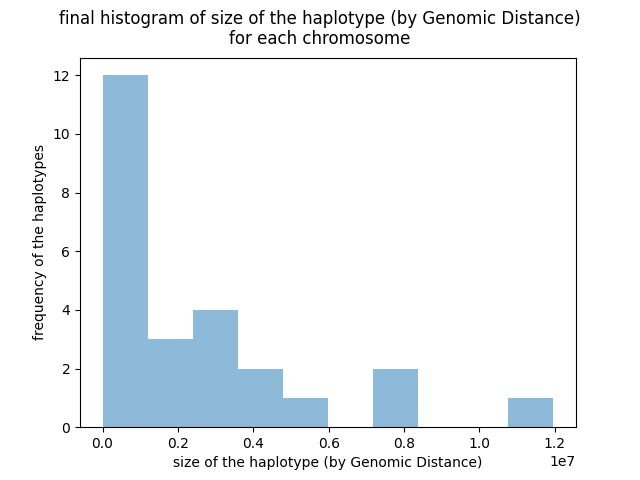 final histogram of size of the haplotype (by Genomic Distance)
for each chromosome
12
10
8
6
4
2
0
frequency of the haplotypes
0.0 0.2 0.4 0.6 0.8 1.0 1.2
1e7
size of the haplotype (by Genomic Distance)